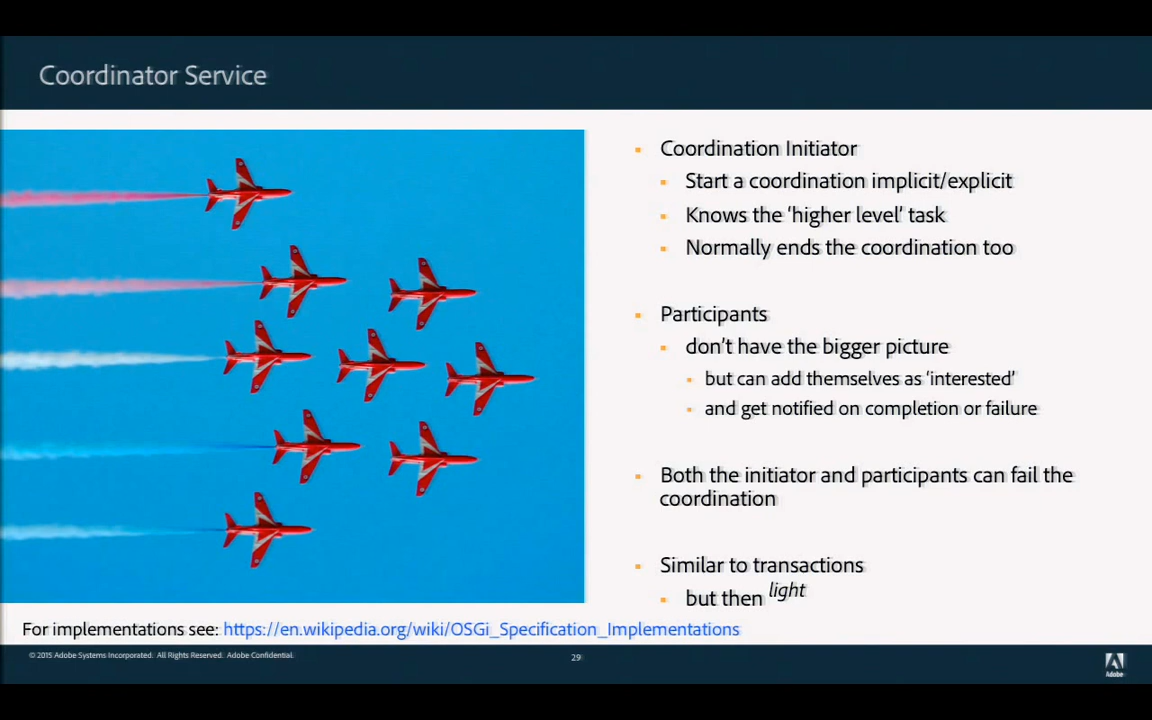 Coordinator Service
Coordination Initiator
Start a coordination implicit/explicit
Knows the 'higher level' task
Normally ends the coordination too
Participants
don't have the bigger picture
but can add themselves as 'interested'
and get notified on completion or failure
Both the initiator and participants can fail the
coordination
Similar to transactions
but then light
For implementations see: https://en.wikipedia.org/wiki/OSGi_Specification_Implementations
© 2015 Adobe Systems Incorporated. All Rights Reserved. Adobe Confidential.
29
Adobe